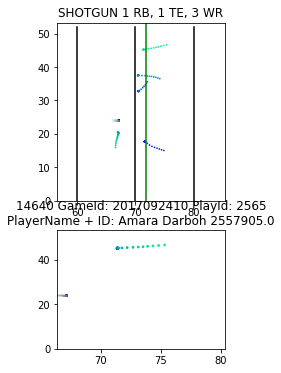 SHOTGUN 1 RB, 1 TE, 3 WR
50
40
30
20
10
0
60 70 80
14640 GameId: 2017092410 PlayId: 2565
PlayerName + ID: Amara Darboh 2557905.0
40
20
0
70 75 80